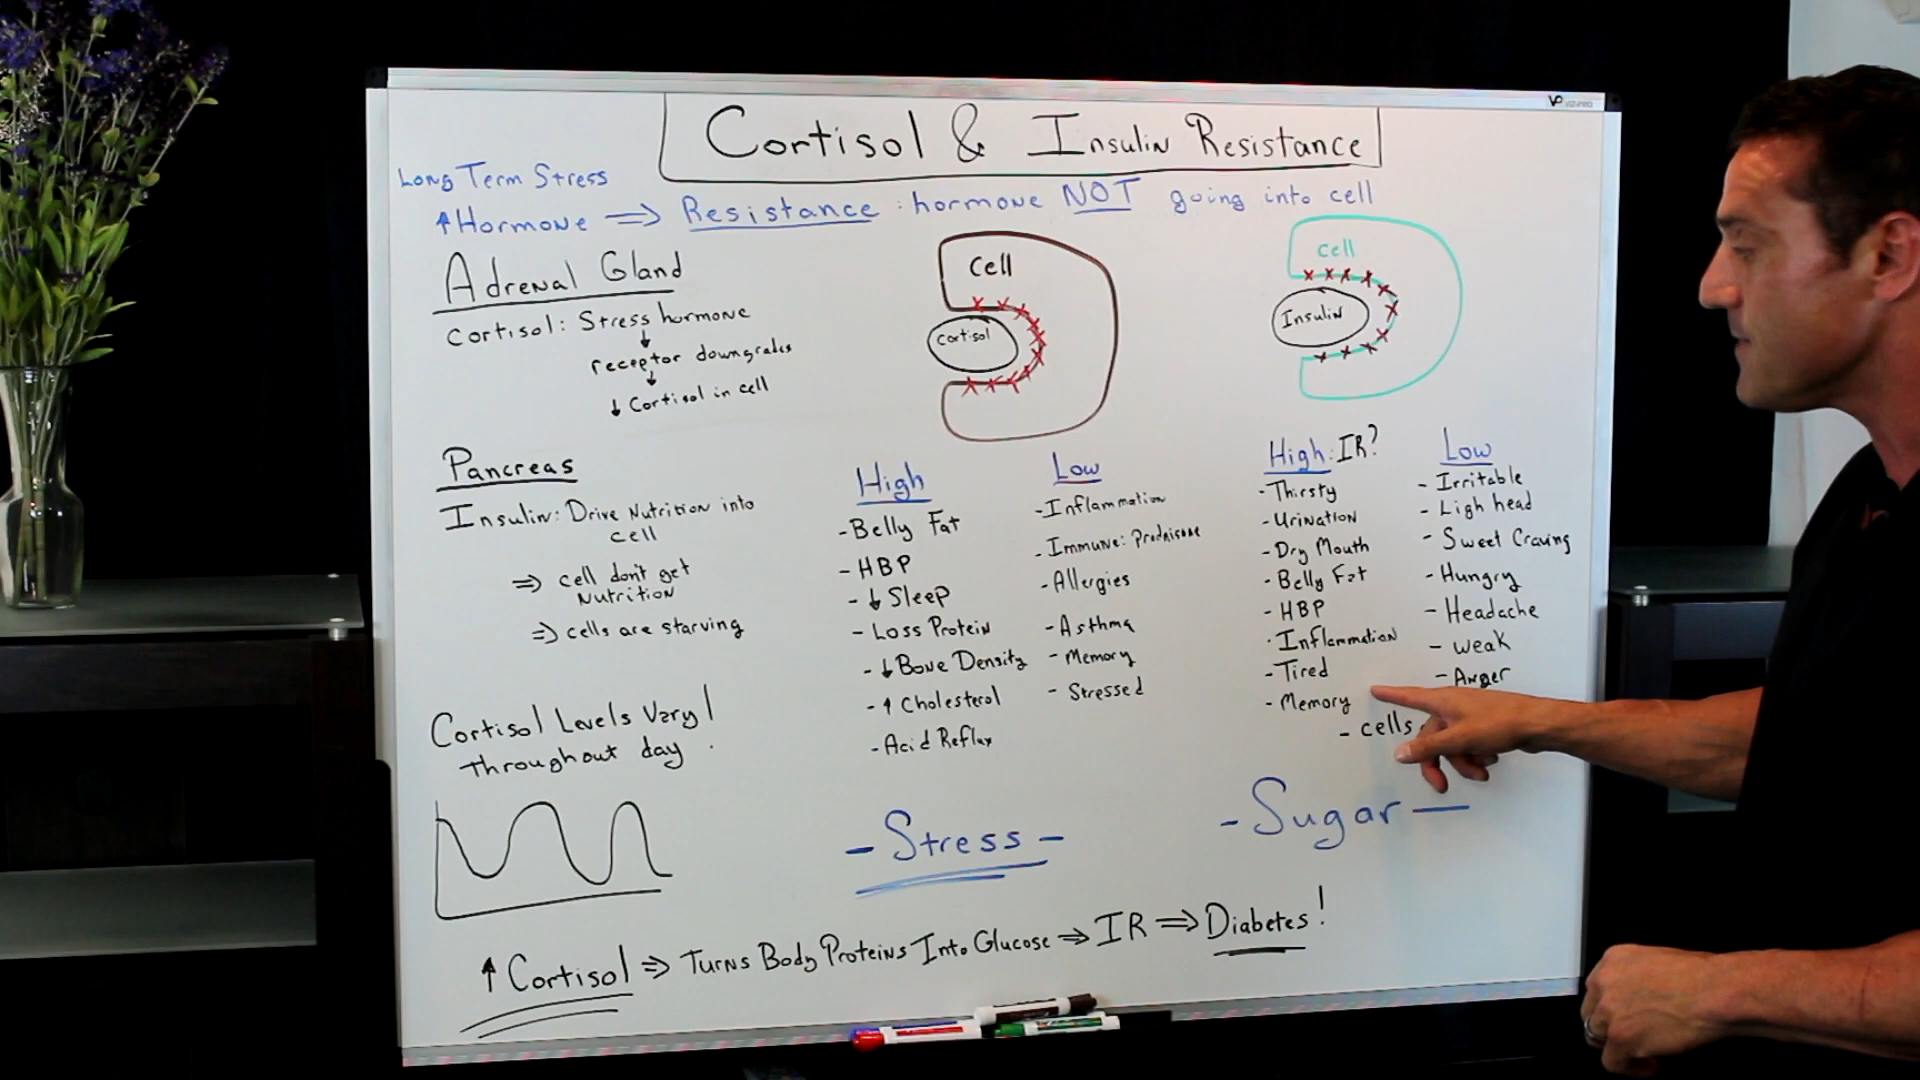 Cortisol & Insulin Resistance
Long Term Stress
↑Hormone ⇒ Resistance : hormone NOT going into cell
Adrenal Gland
Cortisol: Stress hormone
↓
receptor downgrades
↓
↓ Cortisol in cell
Cell
Cortisol
cell
Insulin
Pancreas
Insulin: Drive Nutrition into
cell
⇒ cell don't get
Nutrition
⇒ cells are starving
Cortisol Levels Vary!
throughout day.
High
-Belly Fat
-HBP
-↓ Sleep
-Loss Protein
-↓Bone Density
-↑ Cholesterol
-Acid Reflux
Low
-Inflammation
-Immune: Prednisone
-Allergies
-Asthma
-Memory
-Stressed
-Stress-
High: IR?
-Thirsty
-Urination
-Dry Mouth
-Belly Fat
-HBP
-Inflammation
-Tired
-Memory
-cells
Low
-Irritable
-Ligh head
-Sweet Craving
-Hungry
-Headache
-Weak
-Anger
-Sugar-
↑ Cortisol ⇒ Turns Body Proteins Into Glucose ⇒ IR ⇒ Diabetes!